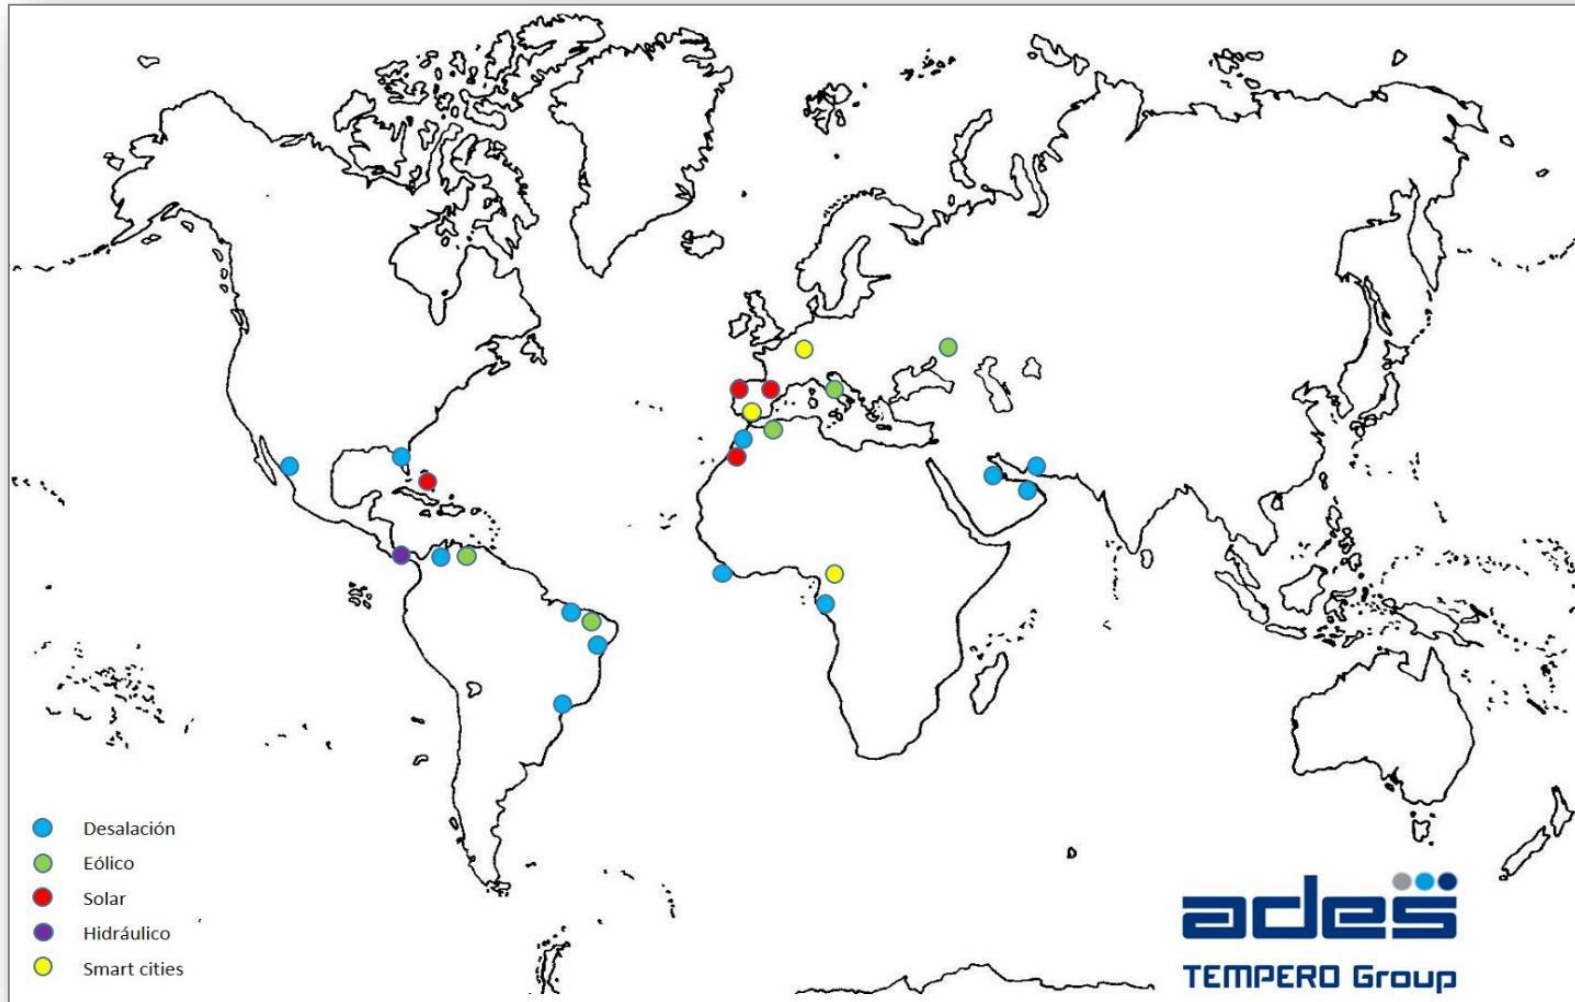 Desalación
Eólico
Solar
Hidráulico
Smart cities
ades
TEMPERO Group